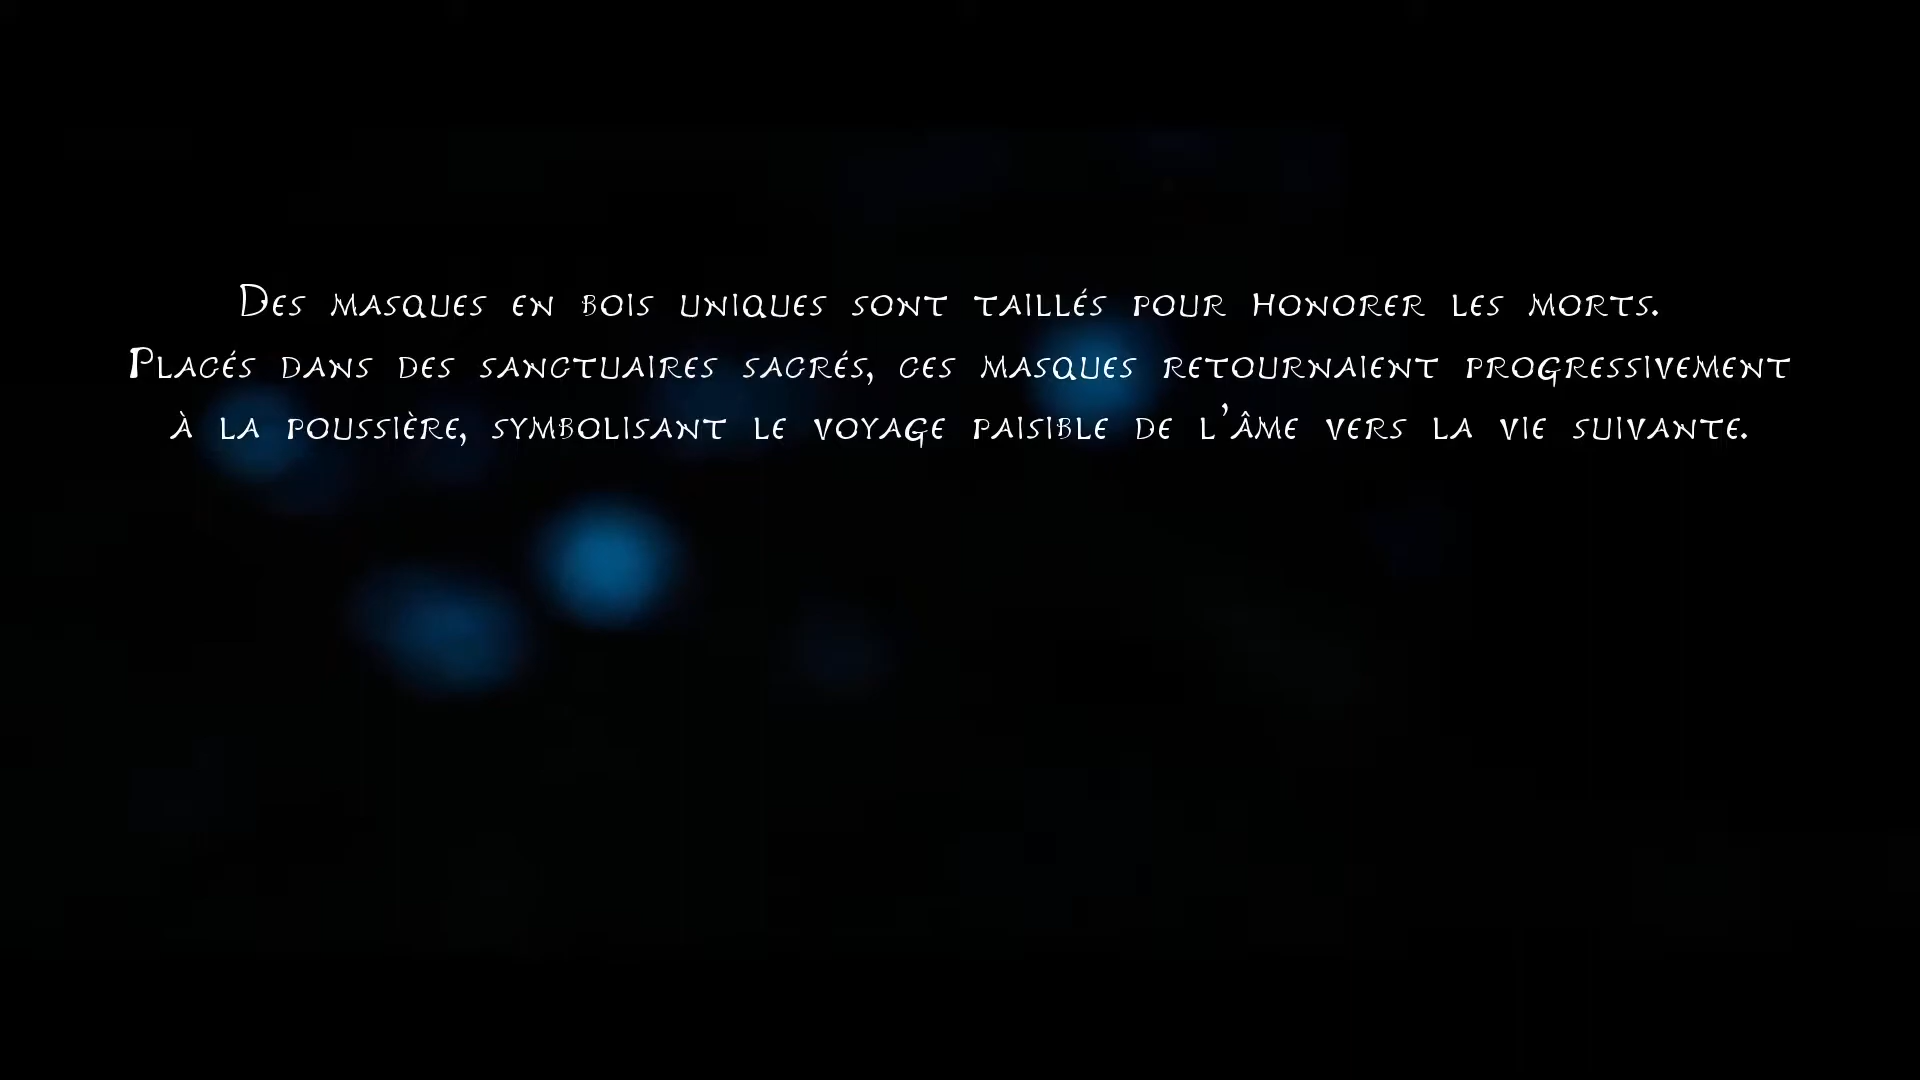 Des masques en bois uniques sont taillés pour honorer les morts.
Placés dans des sanctuaires sacrés, ces masques retournaient progressivement
à la poussière, symbolisant le voyage paisible de l'âme vers la vie suivante.